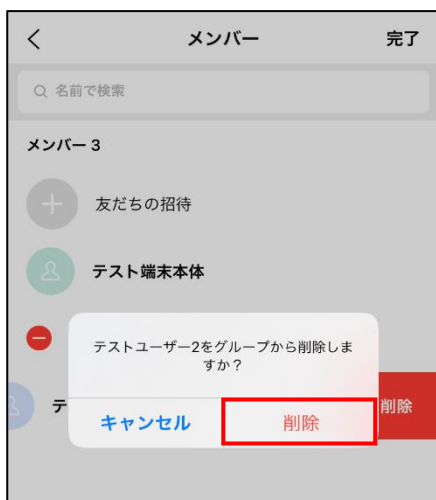 メンバー
完了
名前で検索
メンバー 3
友だちの招待
テスト端末本体
テストユーザー2をグループから削除しま
すか？
テ
削除
キャンセル
削除